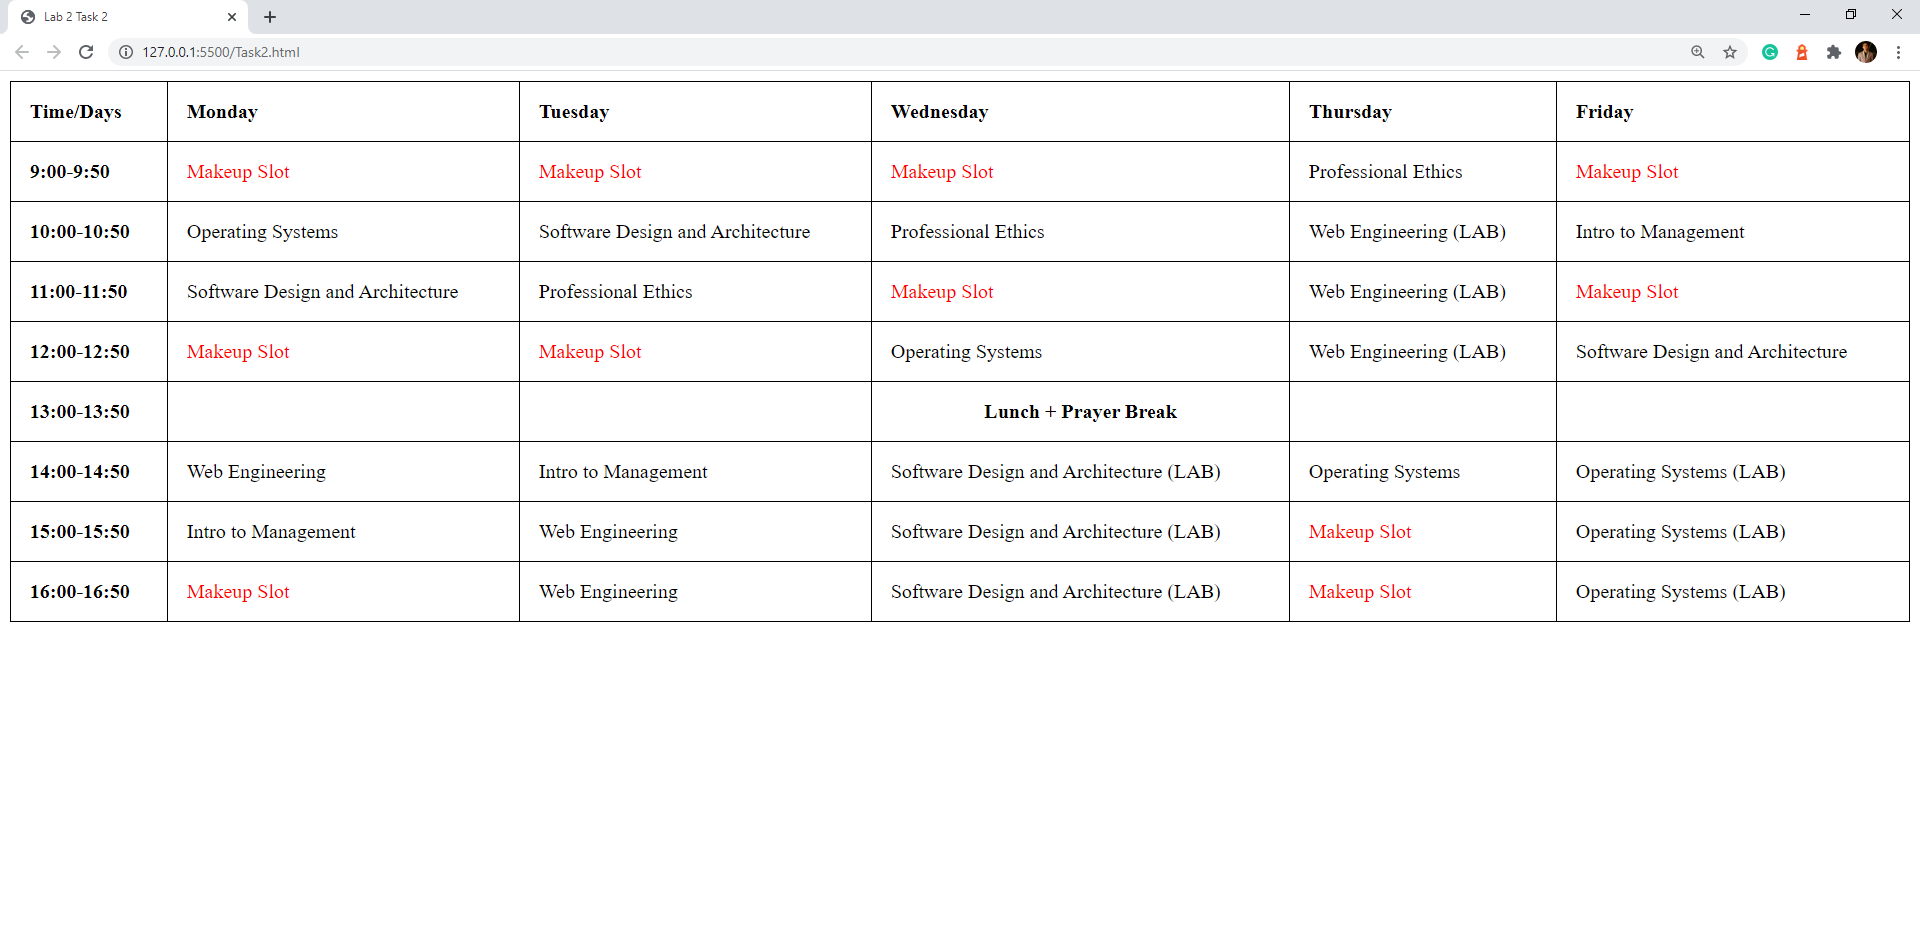 Lab 2 Task 2
127.0.0.1:5500/Task2.html
Time/Days Monday Tuesday Wednesday Thursday Friday
9:00-9:50 Makeup Slot Makeup Slot Makeup Slot Professional Ethics Makeup Slot
10:00-10:50 Operating Systems Software Design and Architecture Professional Ethics Web Engineering (LAB) Intro to Management
11:00-11:50 Software Design and Architecture Professional Ethics Makeup Slot Web Engineering (LAB) Makeup Slot
12:00-12:50 Makeup Slot Makeup Slot Operating Systems Web Engineering (LAB) Software Design and Architecture
13:00-13:50 Lunch + Prayer Break
14:00-14:50 Web Engineering Intro to Management Software Design and Architecture (LAB) Operating Systems Operating Systems (LAB)
15:00-15:50 Intro to Management Web Engineering Software Design and Architecture (LAB) Makeup Slot Operating Systems (LAB)
16:00-16:50 Makeup Slot Web Engineering Software Design and Architecture (LAB) Makeup Slot Operating Systems (LAB)